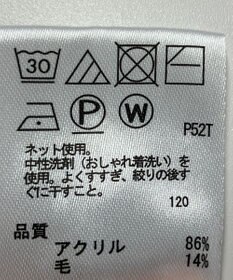 30
P W
P52T
ネット使用。
中性洗剤（おしゃれ着洗い）を
使用。よくすすぎ、絞りの後す
ぐに干すこと。
120
品質
アクリル 86%
毛 14%